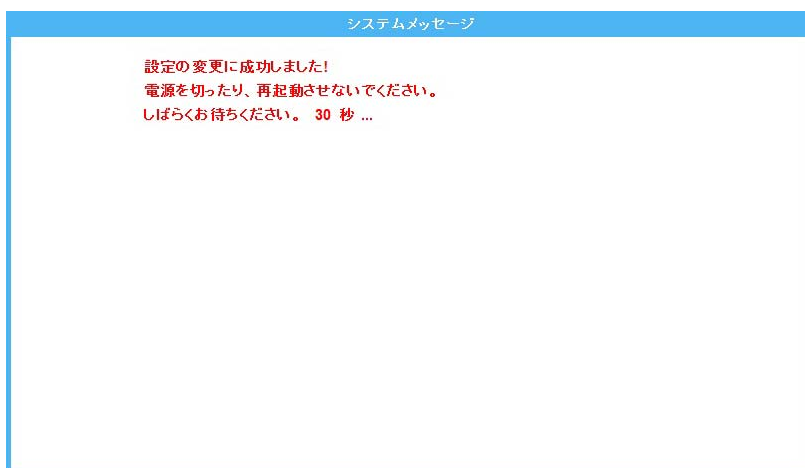 システムメッセージ
設定の変更に成功しました!
電源を切ったり、再起動させないでください。
しばらくお待ちください。 30 秒 ...